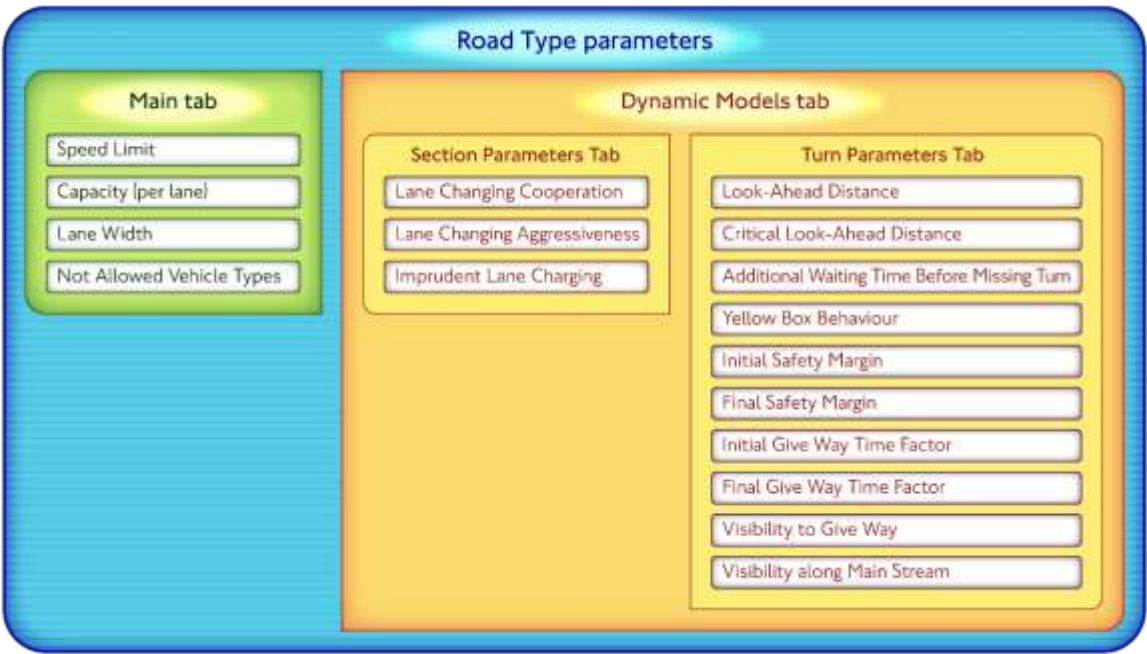 Road Type parameters
Main tab
Speed Limit
Capacity (per lane)
Lane Width
Not Allowed Vehicle Types
Dynamic Models tab
Section Parameters Tab
Lane Changing Cooperation
Lane Changing Aggressiveness
Imprudent Lane Charging
Turn Parameters Tab
Look-Ahead Distance
Critical Look-Ahead Distance
Additional Waiting Time Before Missing Turn
Yellow Box Behaviour
Initial Safety Margin
Final Safety Margin
Initial Give Way Time Factor
Final Give Way Time Factor
Visibility to Give Way
Visibility along Main Stream